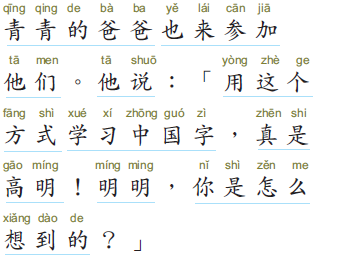 qīng qing de bà ba yě lái cān jiā
青青的爸爸也来参加
tā men tā shuō yòng zhè ge
他们。他说：「用这个
fāng shì xué xí zhōng guó zì zhēn shi
方式学习中国字，真是
gāo míng míng ming nǐ shì zěn me
高明！明明，你是怎么
xiǎng dào de
想到的？」